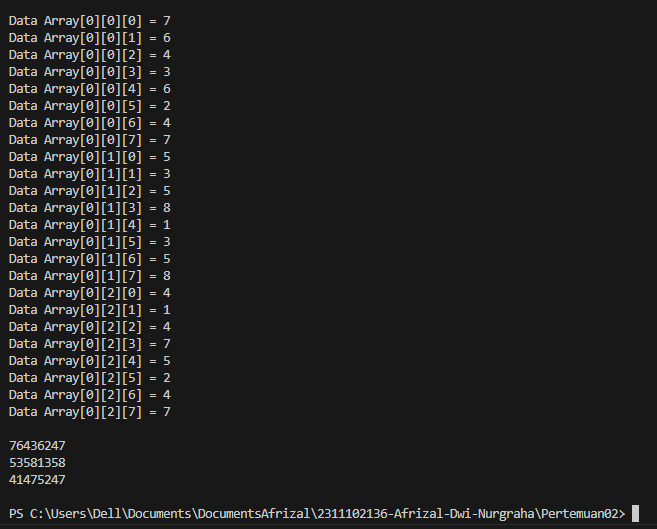 Data Array[0][0][0] = 7
Data Array[0][0][1] = 6
Data Array[0][0][2] = 4
Data Array[0][0][3] = 3
Data Array[0][0][4] = 6
Data Array[0][0][5] = 2
Data Array[0][0][6] = 4
Data Array[0][0][7] = 7
Data Array[0][1][0] = 5
Data Array[0][1][1] = 3
Data Array[0][1][2] = 5
Data Array[0][1][3] = 8
Data Array[0][1][4] = 1
Data Array[0][1][5] = 3
Data Array[0][1][6] = 5
Data Array[0][1][7] = 8
Data Array[0][2][0] = 4
Data Array[0][2][1] = 1
Data Array[0][2][2] = 4
Data Array[0][2][3] = 7
Data Array[0][2][4] = 5
Data Array[0][2][5] = 2
Data Array[0][2][6] = 4
Data Array[0][2][7] = 7
76436247
53581358
41475247
PS C:\Users\Dell\Documents\DocumentsAfrizal\2311102136-Afrizal-Dwi-Nurgraha\Pertemuan02>